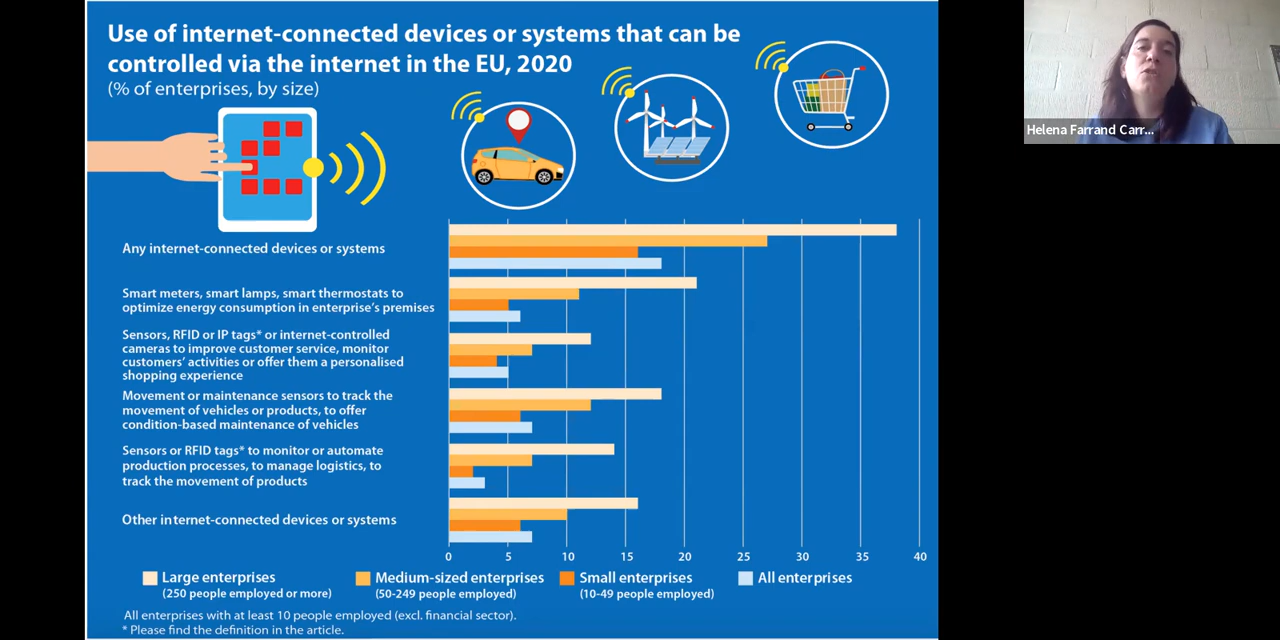 Use of internet-connected devices or systems that can be
controlled via the internet in the EU, 2020
(% of enterprises, by size)
Any internet-connected devices or systems
Smart meters, smart lamps, smart thermostats to
optimize energy consumption in enterprise's premises
Sensors, RFID or IP tags* or internet-controlled
cameras to improve customer service, monitor
customers' activities or offer them a personalised
shopping experience
Movement or maintenance sensors to track the
movement of vehicles or products, to offer
condition-based maintenance of vehicles
Sensors or RFID tags* to monitor or automate
production processes, to manage logistics, to
track the movement of products
Other internet-connected devices or systems
0 5 10 15 20 25 30 35 40
Large enterprises
(250 people employed or more)
Medium-sized enterprises
(50-249 people employed)
Small enterprises
(10-49 people employed)
All enterprises
All enterprises with at least 10 people employed (excl. financial sector).
* Please find the definition in the article.
Helena Farrand Carr...